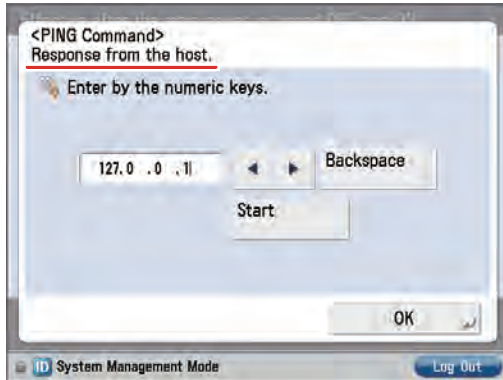 <PING Command>
Response from the host.
Enter by the numeric keys.
127.0 .0 .1
Backspace
Start
OK
ID System Management Mode
Log Out